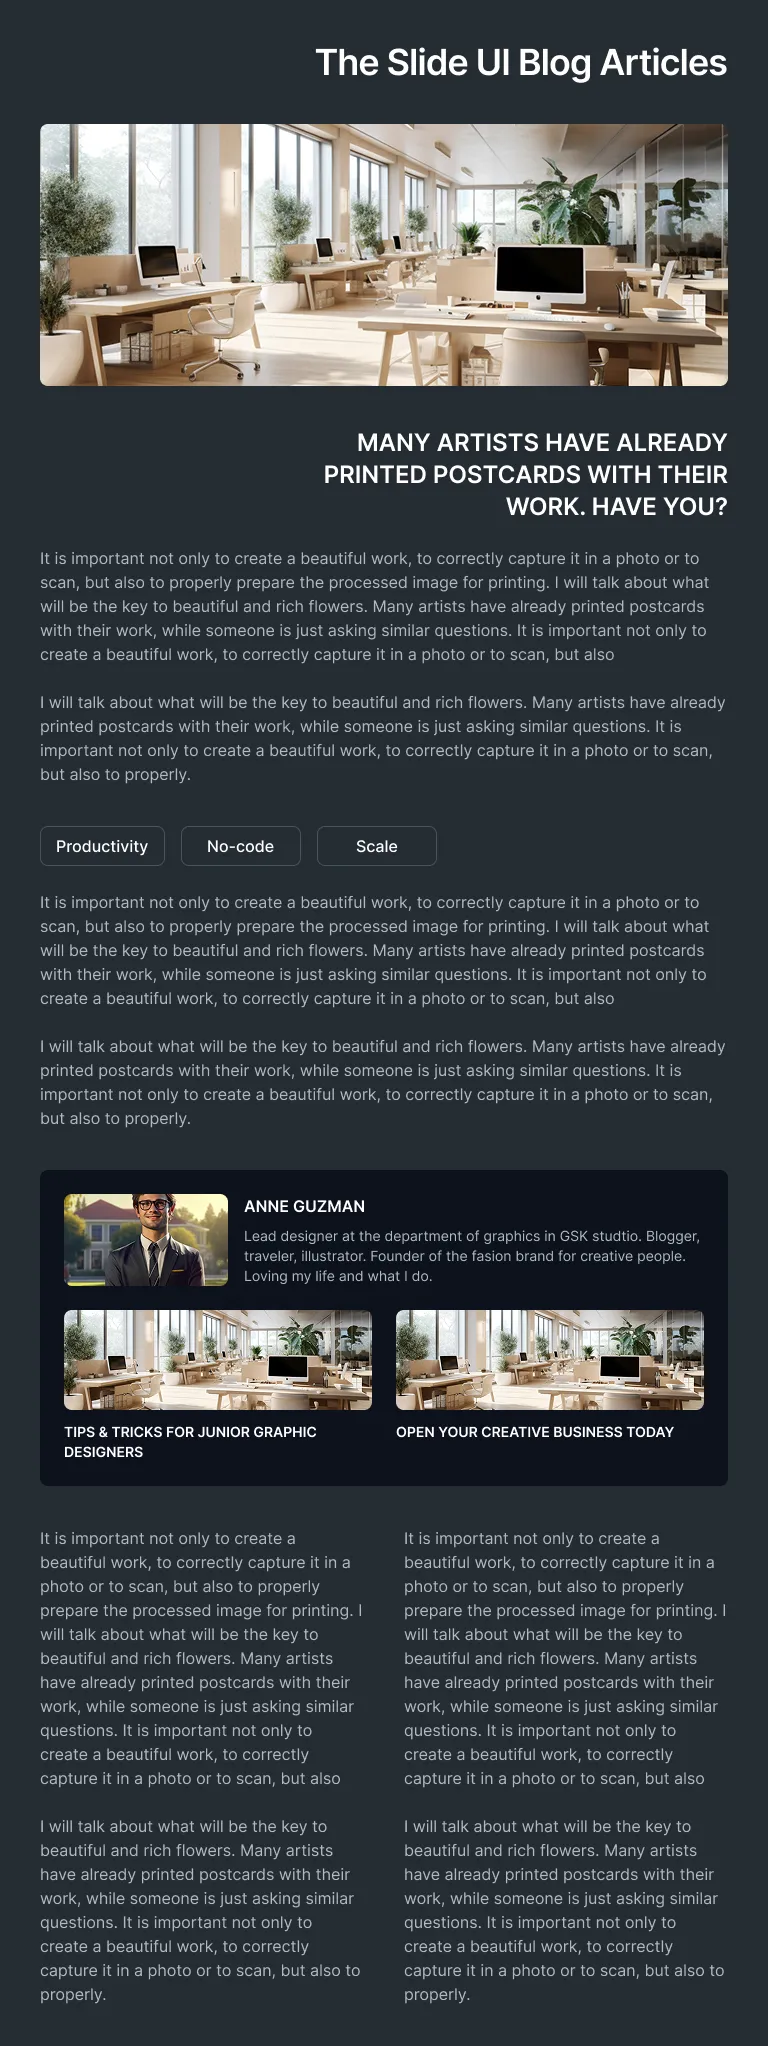 The Slide UI Blog Articles
MANY ARTISTS HAVE ALREADY
PRINTED POSTCARDS WITH THEIR
WORK. HAVE YOU?
It is important not only to create a beautiful work, to correctly capture it in a photo or to
scan, but also to properly prepare the processed image for printing. I will talk about what
will be the key to beautiful and rich flowers. Many artists have already printed postcards
with their work, while someone is just asking similar questions. It is important not only to
create a beautiful work, to correctly capture it in a photo or to scan, but also
I will talk about what will be the key to beautiful and rich flowers. Many artists have already
printed postcards with their work, while someone is just asking similar questions. It is
important not only to create a beautiful work, to correctly capture it in a photo or to scan,
but also to properly.
Productivity
No-code
Scale
It is important not only to create a beautiful work, to correctly capture it in a photo or to
scan, but also to properly prepare the processed image for printing. I will talk about what
will be the key to beautiful and rich flowers. Many artists have already printed postcards
with their work, while someone is just asking similar questions. It is important not only to
create a beautiful work, to correctly capture it in a photo or to scan, but also
I will talk about what will be the key to beautiful and rich flowers. Many artists have already
printed postcards with their work, while someone is just asking similar questions. It is
important not only to create a beautiful work, to correctly capture it in a photo or to scan,
but also to properly.
ANNE GUZMAN
Lead designer at the department of graphics in GSK studtio. Blogger,
traveler, illustrator. Founder of the fasion brand for creative people.
Loving my life and what I do.
TIPS & TRICKS FOR JUNIOR GRAPHIC
DESIGNERS
OPEN YOUR CREATIVE BUSINESS TODAY
It is important not only to create a
beautiful work, to correctly capture it in a
photo or to scan, but also to properly
prepare the processed image for printing. I
will talk about what will be the key to
beautiful and rich flowers. Many artists
have already printed postcards with their
work, while someone is just asking similar
questions. It is important not only to
create a beautiful work, to correctly
capture it in a photo or to scan, but also
I will talk about what will be the key to
beautiful and rich flowers. Many artists
have already printed postcards with their
work, while someone is just asking similar
questions. It is important not only to
create a beautiful work, to correctly
capture it in a photo or to scan, but also to
properly.
It is important not only to create a
beautiful work, to correctly capture it in a
photo or to scan, but also to properly
prepare the processed image for printing. I
will talk about what will be the key to
beautiful and rich flowers. Many artists
have already printed postcards with their
work, while someone is just asking similar
questions. It is important not only to
create a beautiful work, to correctly
capture it in a photo or to scan, but also
I will talk about what will be the key to
beautiful and rich flowers. Many artists
have already printed postcards with their
work, while someone is just asking similar
questions. It is important not only to
create a beautiful work, to correctly
capture it in a photo or to scan, but also to
properly.